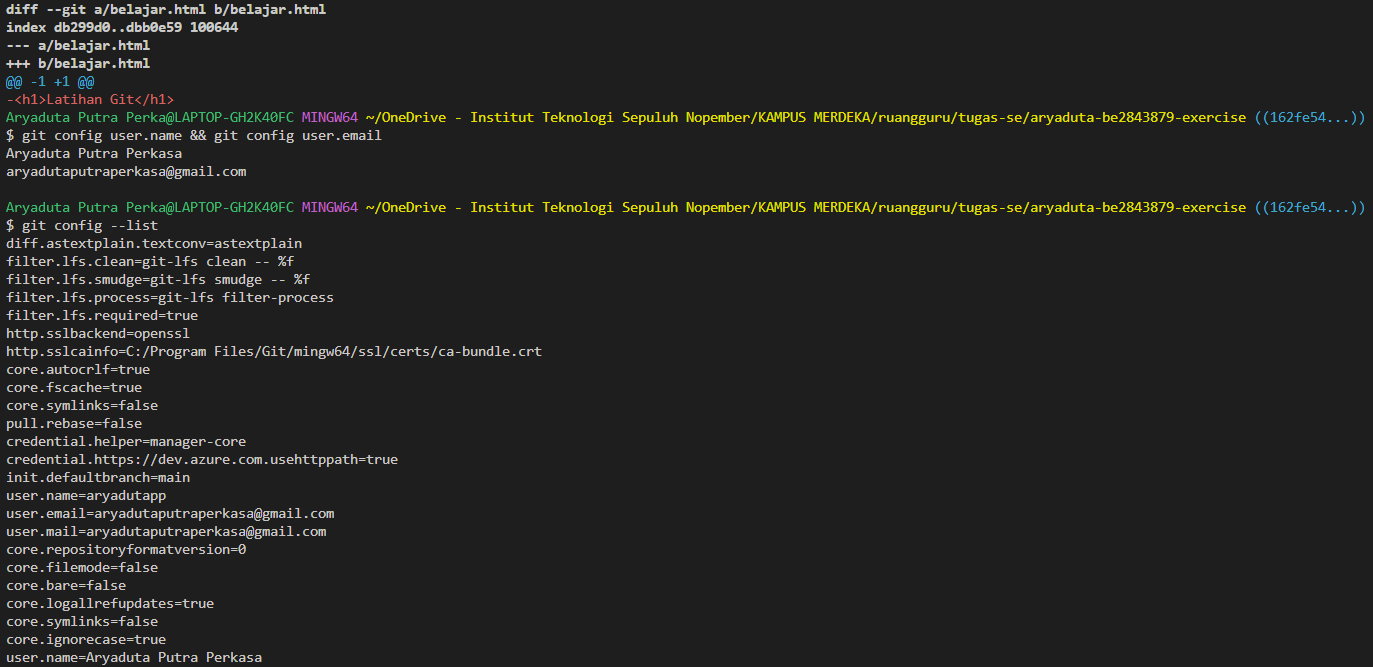 diff --git a/belajar.html b/belajar.html
index db299d0..dbb0e59 100644
--- a/belajar.html
+++ b/belajar.html
@@ -1 +1 @@
-<h1>Latihan Git</h1>
Aryaduta Putra Perka@LAPTOP-GH2K40FC MINGW64 ~/OneDrive - Institut Teknologi Sepuluh Nopember/KAMPUS MERDEKA/ruangguru/tugas-se/aryaduta-be2843879-exercise ((162fe54...))
$ git config user.name && git config user.email
Aryaduta Putra Perkasa
aryadutaputraperkasa@gmail.com
Aryaduta Putra Perka@LAPTOP-GH2K40FC MINGW64 ~/OneDrive - Institut Teknologi Sepuluh Nopember/KAMPUS MERDEKA/ruangguru/tugas-se/aryaduta-be2843879-exercise ((162fe54...))
$ git config --list
diff.astextplain.textconv=astextplain
filter.lfs.clean=git-lfs clean -- %f
filter.lfs.smudge=git-lfs smudge -- %f
filter.lfs.process=git-lfs filter-process
filter.lfs.required=true
http.sslbackend=openssl
http.sslcainfo=C:/Program Files/Git/mingw64/ssl/certs/ca-bundle.crt
core.autocrlf=true
core.fscache=true
core.symlinks=false
pull.rebase=false
credential.helper=manager-core
credential.https://dev.azure.com.usehttppath=true
init.defaultbranch=main
user.name=aryadutapp
user.email=aryadutaputraperkasa@gmail.com
user.mail=aryadutaputraperkasa@gmail.com
core.repositoryformatversion=0
core.filemode=false
core.bare=false
core.logallrefupdates=true
core.symlinks=false
core.ignorecase=true
user.name=Aryaduta Putra Perkasa